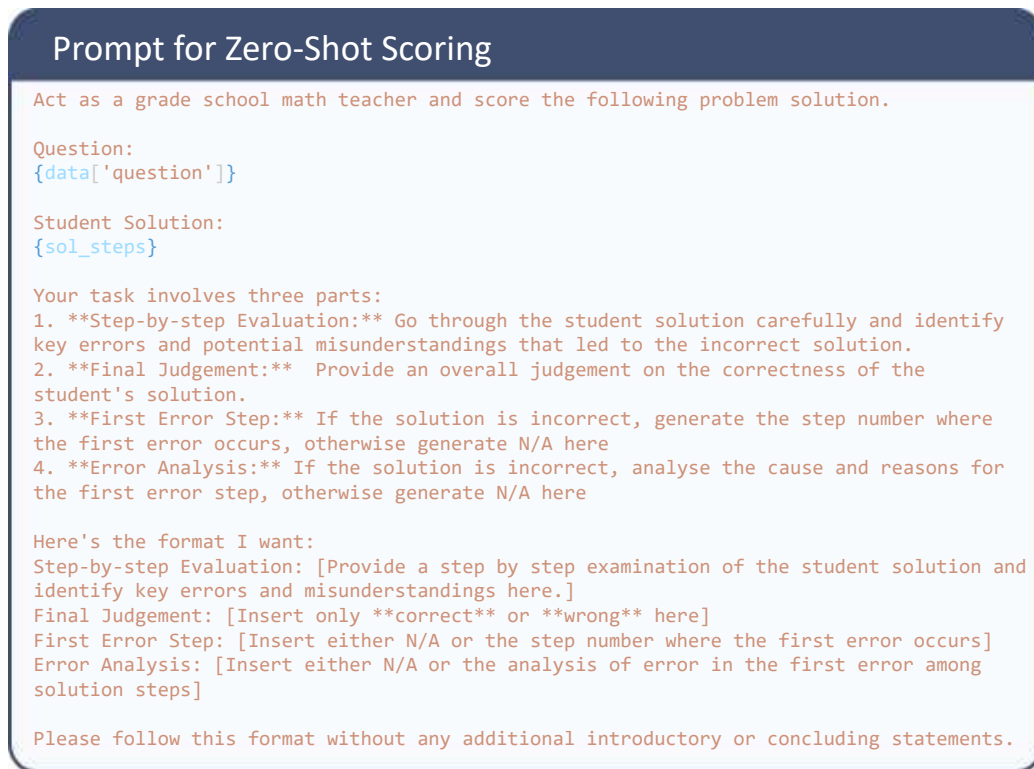 Prompt for Zero-Shot Scoring
Act as a grade school math teacher and score the following problem solution.
Question:
{data['question']}
Student Solution:
{sol_steps}
Your task involves three parts:
1. **Step-by-step Evaluation:** Go through the student solution carefully and identify
key errors and potential misunderstandings that led to the incorrect solution.
2. **Final Judgement:**  Provide an overall judgement on the correctness of the
student's solution.
3. **First Error Step:** If the solution is incorrect, generate the step number where
the first error occurs, otherwise generate N/A here
4. **Error Analysis:** If the solution is incorrect, analyse the cause and reasons for
the first error step, otherwise generate N/A here
Here's the format I want:
Step-by-step Evaluation: [Provide a step by step examination of the student solution and
identify key errors and misunderstandings here.]
Final Judgement: [Insert only **correct** or **wrong** here]
First Error Step: [Insert either N/A or the step number where the first error occurs]
Error Analysis: [Insert either N/A or the analysis of error in the first error among
solution steps]
Please follow this format without any additional introductory or concluding statements.